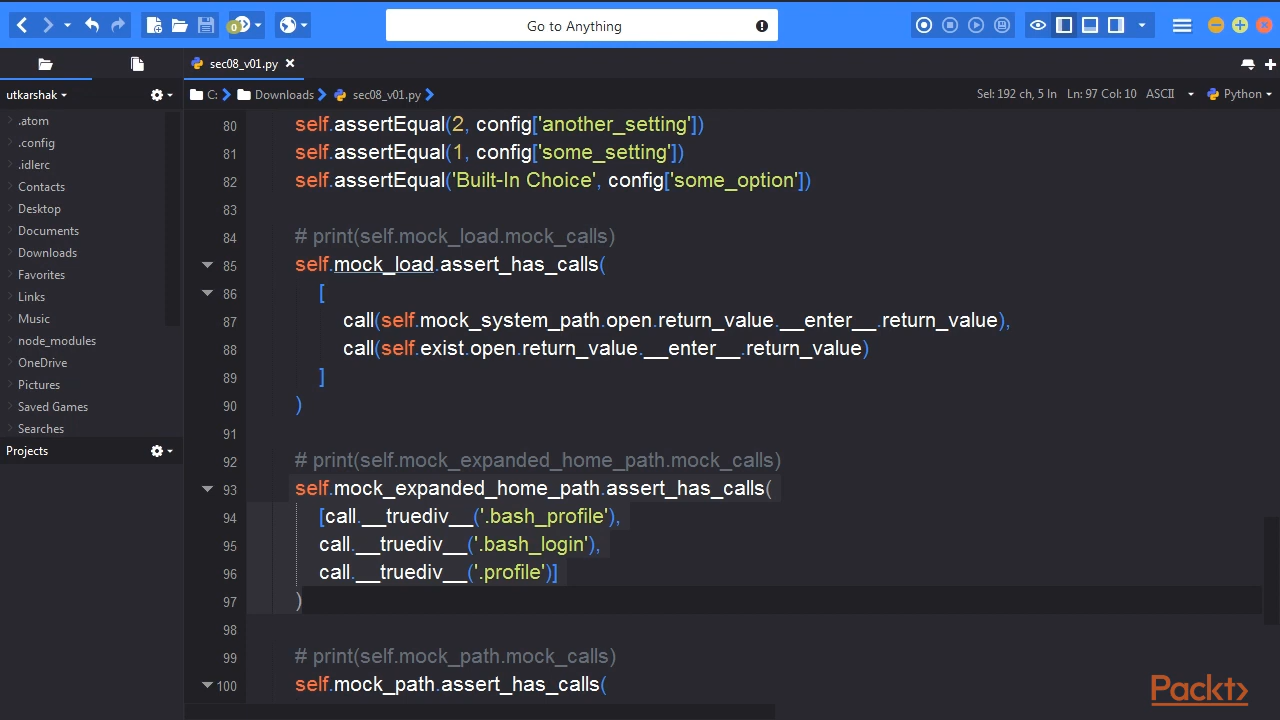 Go to Anything
0
sec08_v01.py
utkarshak
C: Downloads sec08_v01.py
Sel: 192 ch, 5 ln Ln: 97 Col: 10 ASCII Python
.atom
.config
.idlerc
Contacts
Desktop
Documents
Downloads
Favorites
Links
Music
node_modules
OneDrive
Pictures
Saved Games
Searches
Projects
80 self.assertEqual(2, config['another_setting'])
81 self.assertEqual(1, config['some_setting'])
82 self.assertEqual('Built-In Choice', config['some_option'])
83
84 # print(self.mock_load.mock_calls)
85 self.mock_load.assert_has_calls(
86 [
87 call(self.mock_system_path.open.return_value.__enter__.return_value),
88 call(self.exist.open.return_value.__enter__.return_value)
89 ]
90 )
91
92 # print(self.mock_expanded_home_path.mock_calls)
93 self.mock_expanded_home_path.assert_has_calls(
94 [call.__truediv__('.bash_profile'),
95 call.__truediv__('.bash_login'),
96 call.__truediv__('.profile')]
97 )
98
99 # print(self.mock_path.mock_calls)
100 self.mock_path.assert_has_calls(
Packt